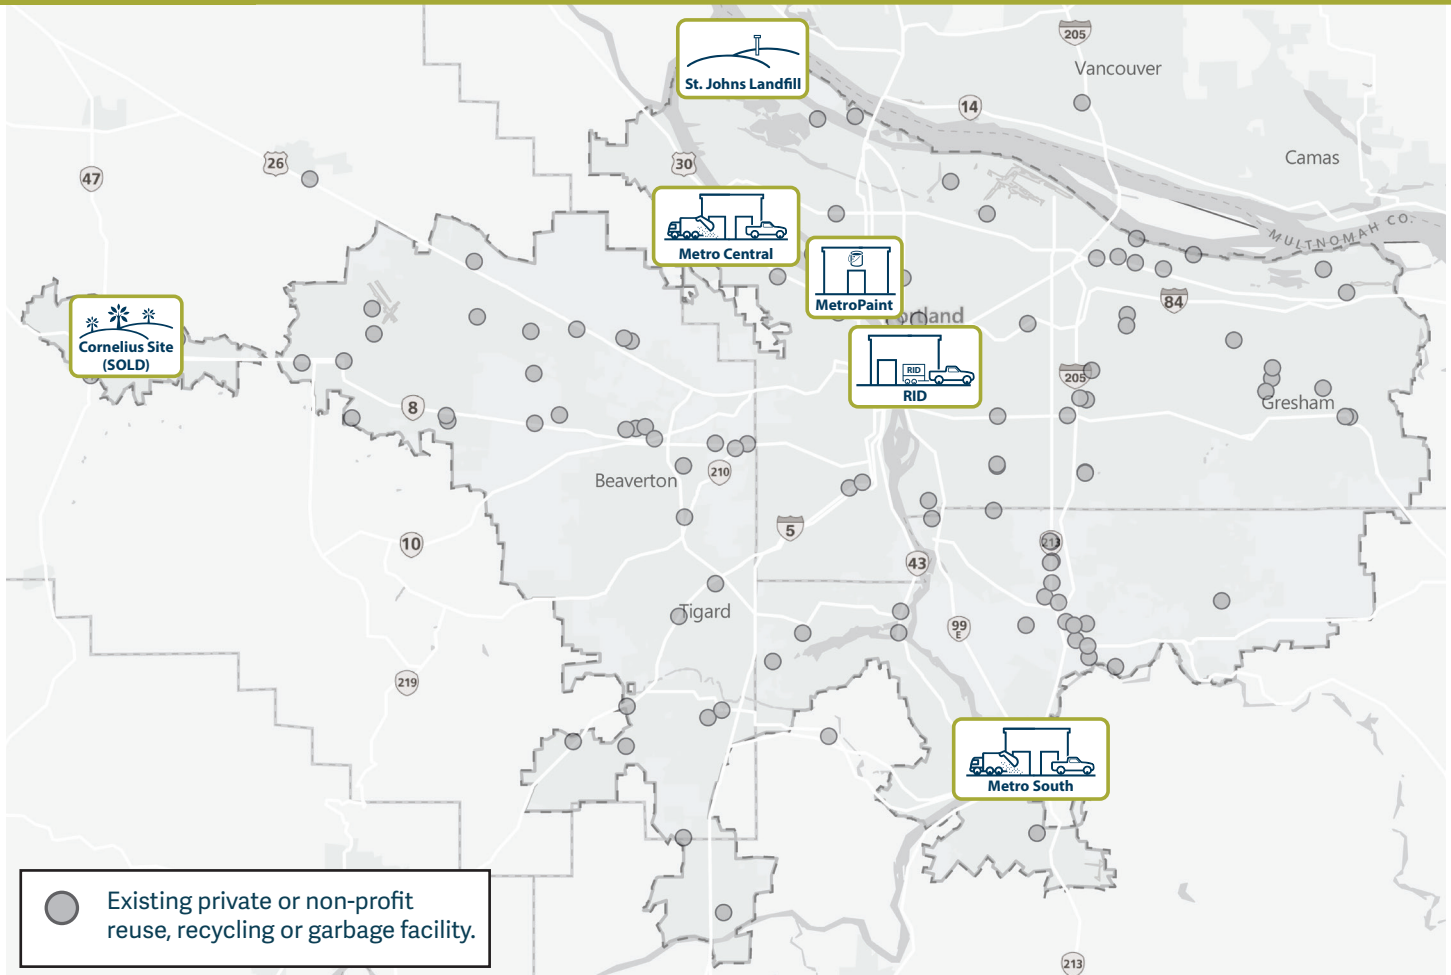 205
St. Johns Landfill
Vancouver
14
Camas
26
30
47
MULTNOMAH CO.
Metro Central
MetroPaint
84
Cornelius Site
(SOLD)
Portland
RID
RID
205
8
Gresham
Beaverton
210
5
10
213
43
Tigard
99
E
219
Metro South
Existing private or non-profit
reuse, recycling or garbage facility.
213